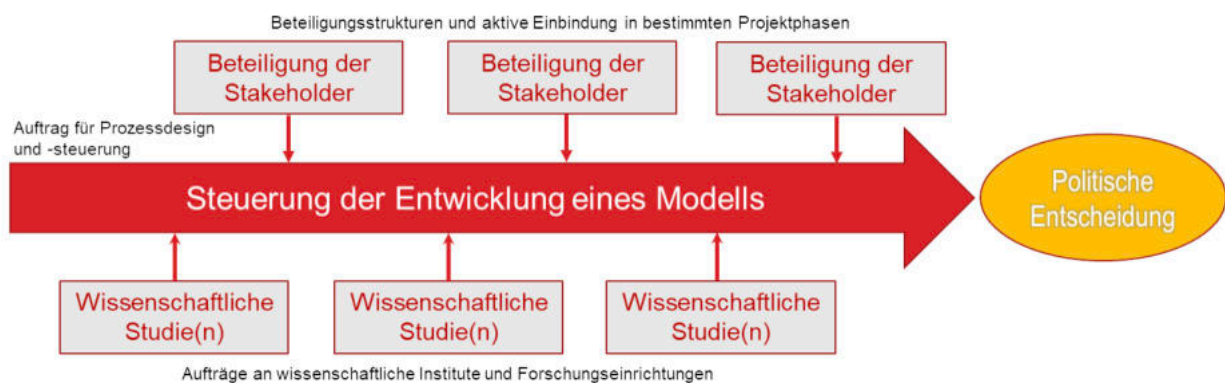 Beteiligungsstrukturen und aktive Einbindung in bestimmten Projektphasen
Beteiligung der
Stakeholder
Beteiligung der
Stakeholder
Beteiligung der
Stakeholder
Auftrag für Prozessdesign
und -steuerung
Steuerung der Entwicklung eines Modells
Politische
Entscheidung
Wissenschaftliche
Studie(n)
Wissenschaftliche
Studie(n)
Wissenschaftliche
Studie(n)
Aufträge an wissenschaftliche Institute und Forschungseinrichtungen